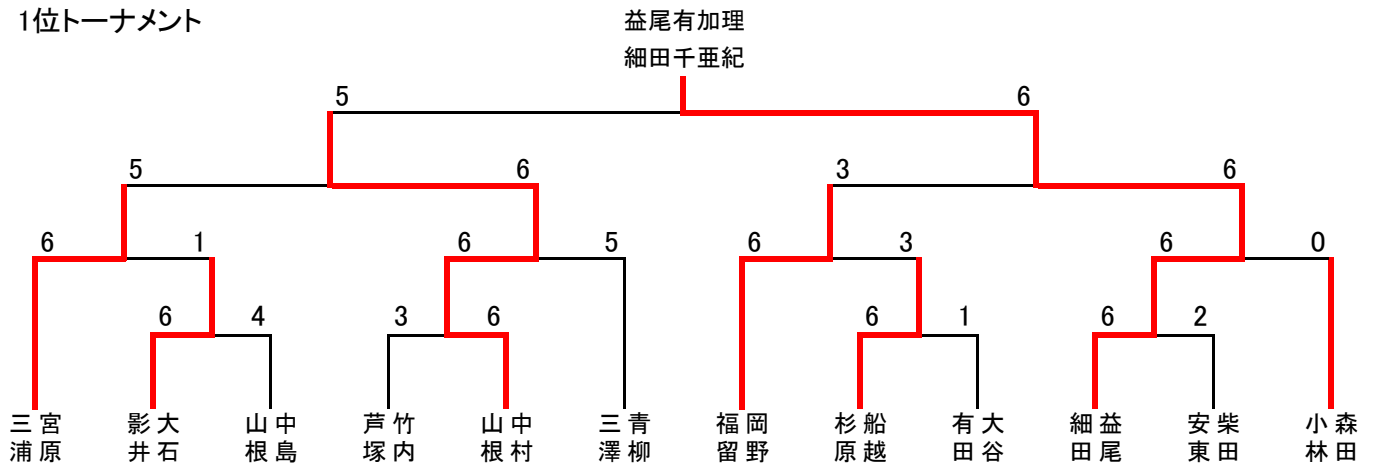 1位トーナメント
益尾有加理
細田千亜紀
5 6
5 6 3 6
6 1 6 5 6 3 6 0
6 4 3 6 6 1 6 2
三宮 影大 山中 芦竹 山中 三青 福岡 杉船 有大 細益 安柴 小森
浦原 井石 根島 塚内 根村 澤柳 留野 原越 田谷 田尾 東田 林田